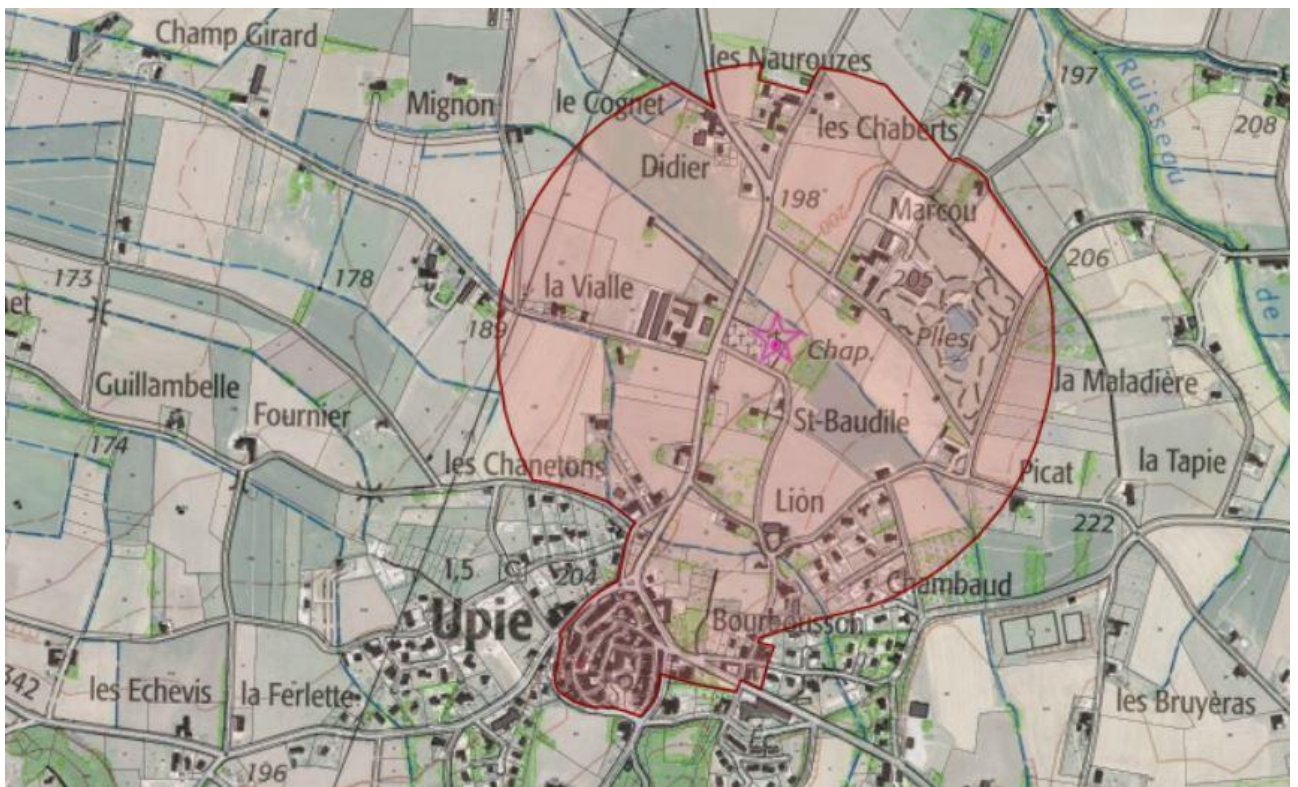 Champ Girard
les Naurouzes
197
Ruisseau
Mignon
le Cognet
208
les Chaberts
Didier
198
Marcou
200
206
173
178
la Vialle
205
de
189
Piles
Chap.
la Maladière
Guillambelle
Fournier
St-Baudile
174
les Chanetons
Picat
la Tapie
Lion
222
1,5
C
204
Chambaud
Upie
Bourbousson
342
les Echevis
la Ferlette
les Bruyèras
196